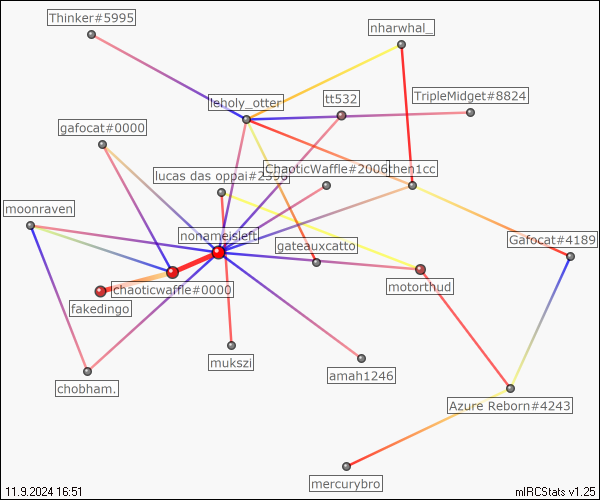 Thinker#5995
nharwhal_
leholy_otter
tt532
TripleMidget#8824
gafocat#0000
lucas das oppai#2
ChaoticWaffle#2006
then1cc
moonraven
nonameisleft
gateauxcatto
Gafocat#4189
chaoticwaffle#0000
motorthud
fakedingo
mukszi
amah1246
chobham.
Azure Reborn#4243
mercurybro
11.9.2024 16:51
mIRCStats v1.25